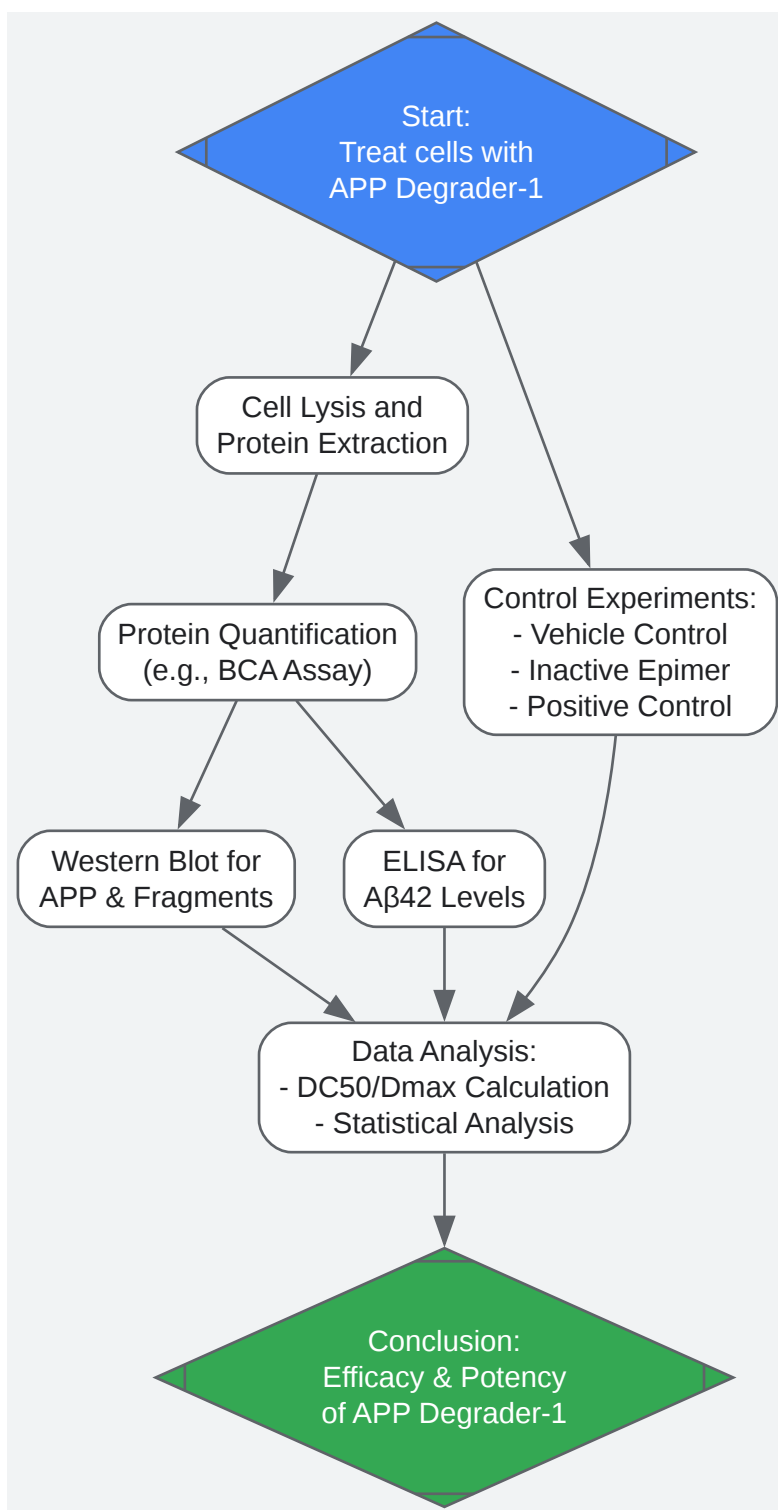 Start:
Treat cells with
APP Degrader-1
Cell Lysis and
Protein Extraction
Control Experiments:
- Vehicle Control
- Inactive Epimer
- Positive Control
Protein Quantification
(e.g., BCA Assay)
Western Blot for
APP & Fragments
ELISA for
Aβ42 Levels
Data Analysis:
- DC50/Dmax Calculation
- Statistical Analysis
Conclusion:
Efficacy & Potency
of APP Degrader-1